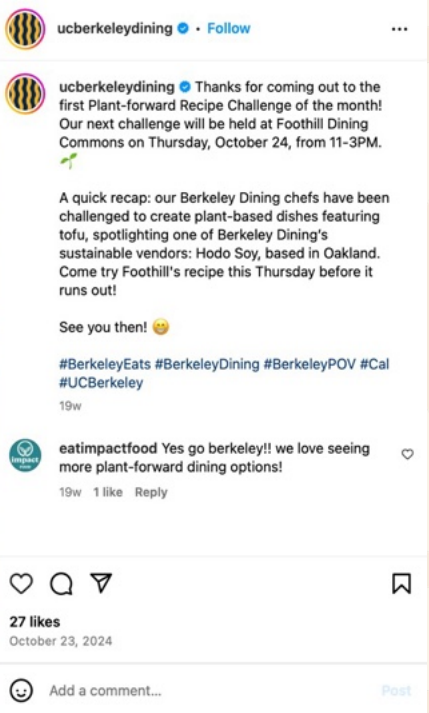 ucberkeleydining • Follow
ucberkeleydining Thanks for coming out to the
first Plant-forward Recipe Challenge of the month!
Our next challenge will be held at Foothill Dining
Commons on Thursday, October 24, from 11-3PM.
🌱
A quick recap: our Berkeley Dining chefs have been
challenged to create plant-based dishes featuring
tofu, spotlighting one of Berkeley Dining's
sustainable vendors: Hodo Soy, based in Oakland.
Come try Foothill's recipe this Thursday before it
runs out!
See you then! 😁
#BerkeleyEats #BerkeleyDining #BerkeleyPOV #Cal
#UCBerkeley
19w
impact
eatimpactfood Yes go berkeley!! we love seeing
more plant-forward dining options!
19w 1 like Reply
27 likes
October 23, 2024
Add a comment...
Post